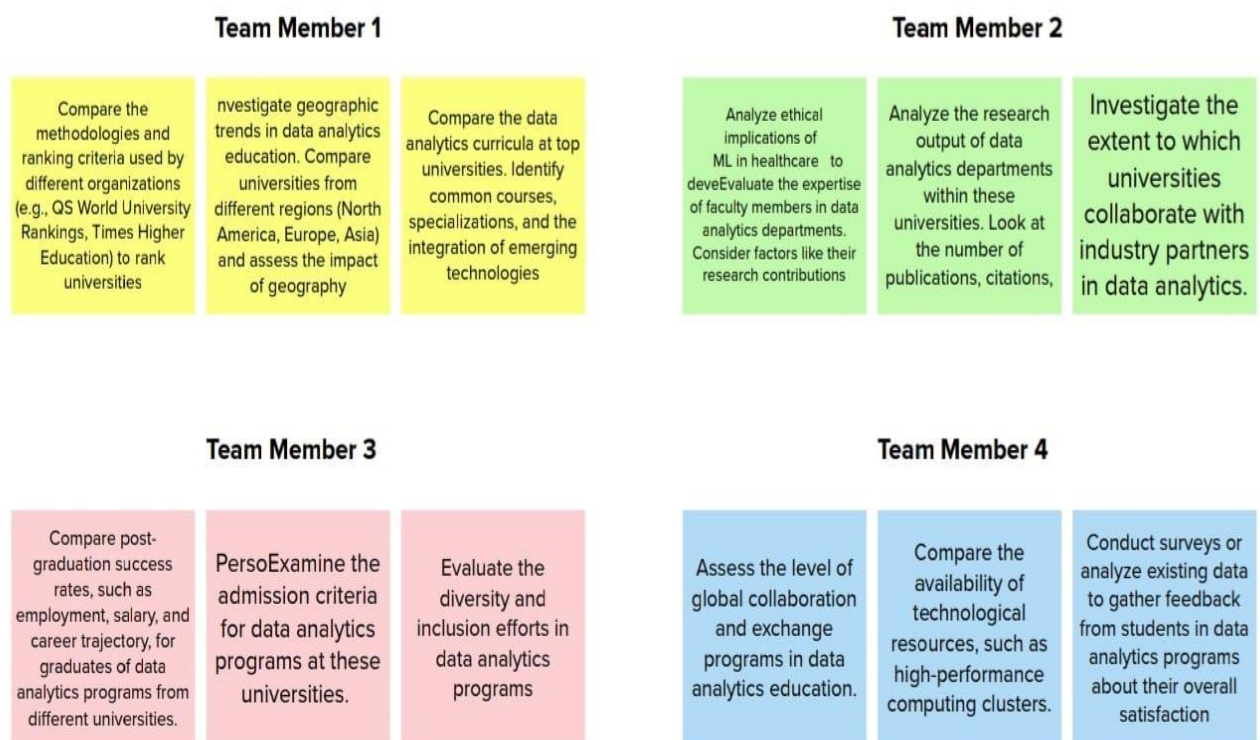 Team Member 1
Compare the
methodologies and
ranking criteria used by
different organizations
(e.g., QS World University
Rankings, Times Higher
Education) to rank
universities
nvestigate geographic
trends in data analytics
education. Compare
universities from
different regions (North
America, Europe, Asia)
and assess the impact
of geography
Compare the data
analytics curricula at top
universities. Identify
common courses,
specializations, and the
integration of emerging
technologies
Team Member 2
Analyze ethical
implications of
ML in healthcare to
deveEvaluate the expertise
of faculty members in data
analytics departments.
Consider factors like their
research contributions
Analyze the research
output of data
analytics departments
within these
universities. Look at
the number of
publications, citations,
Investigate the
extent to which
universities
collaborate with
industry partners
in data analytics.
Team Member 3
Compare post-
graduation success
rates, such as
employment, salary, and
career trajectory, for
graduates of data
analytics programs from
different universities.
PersoExamine the
admission criteria
for data analytics
programs at these
universities.
Evaluate the
diversity and
inclusion efforts in
data analytics
programs
Team Member 4
Assess the level of
global collaboration
and exchange
programs in data
analytics education.
Compare the
availability of
technological
resources, such as
high-performance
computing clusters.
Conduct surveys or
analyze existing data
to gather feedback
from students in data
analytics programs
about their overall
satisfaction